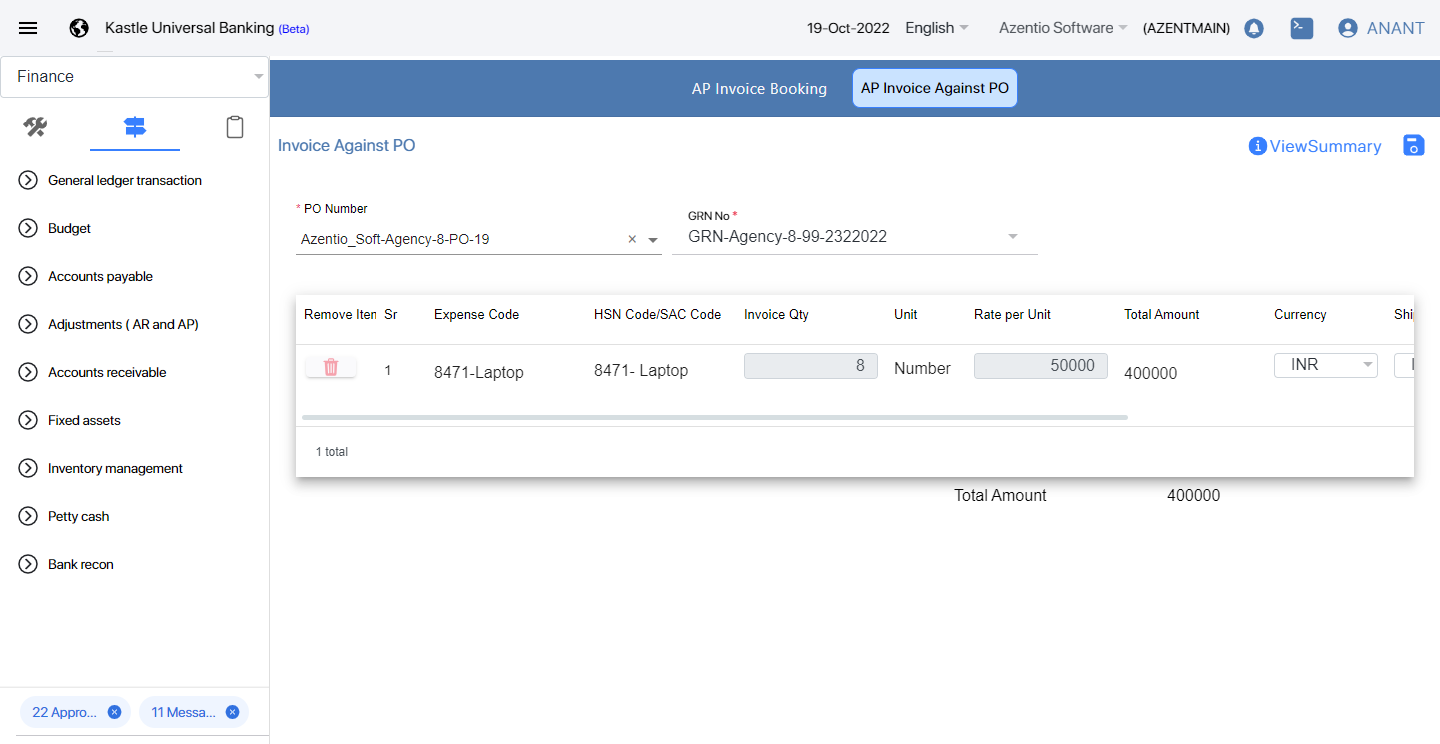 Kastle Universal Banking (Beta)
19-Oct-2022 English Azentio Software (AZENTMAIN) ANANT
Finance
AP Invoice Booking AP Invoice Against PO
Invoice Against PO
ViewSummary
General ledger transaction
Budget
Accounts payable
Adjustments ( AR and AP)
Accounts receivable
Fixed assets
Inventory management
Petty cash
Bank recon
22 Appro...
11 Messa...
* PO Number
Azentio_Soft-Agency-8-PO-19
GRN No *
GRN-Agency-8-99-2322022
Remove Iten Sr Expense Code HSN Code/SAC Code Invoice Qty Unit Rate per Unit Total Amount Currency Shi
1 8471-Laptop 8471- Laptop 8 Number 50000 400000 INR
1 total
Total Amount 400000